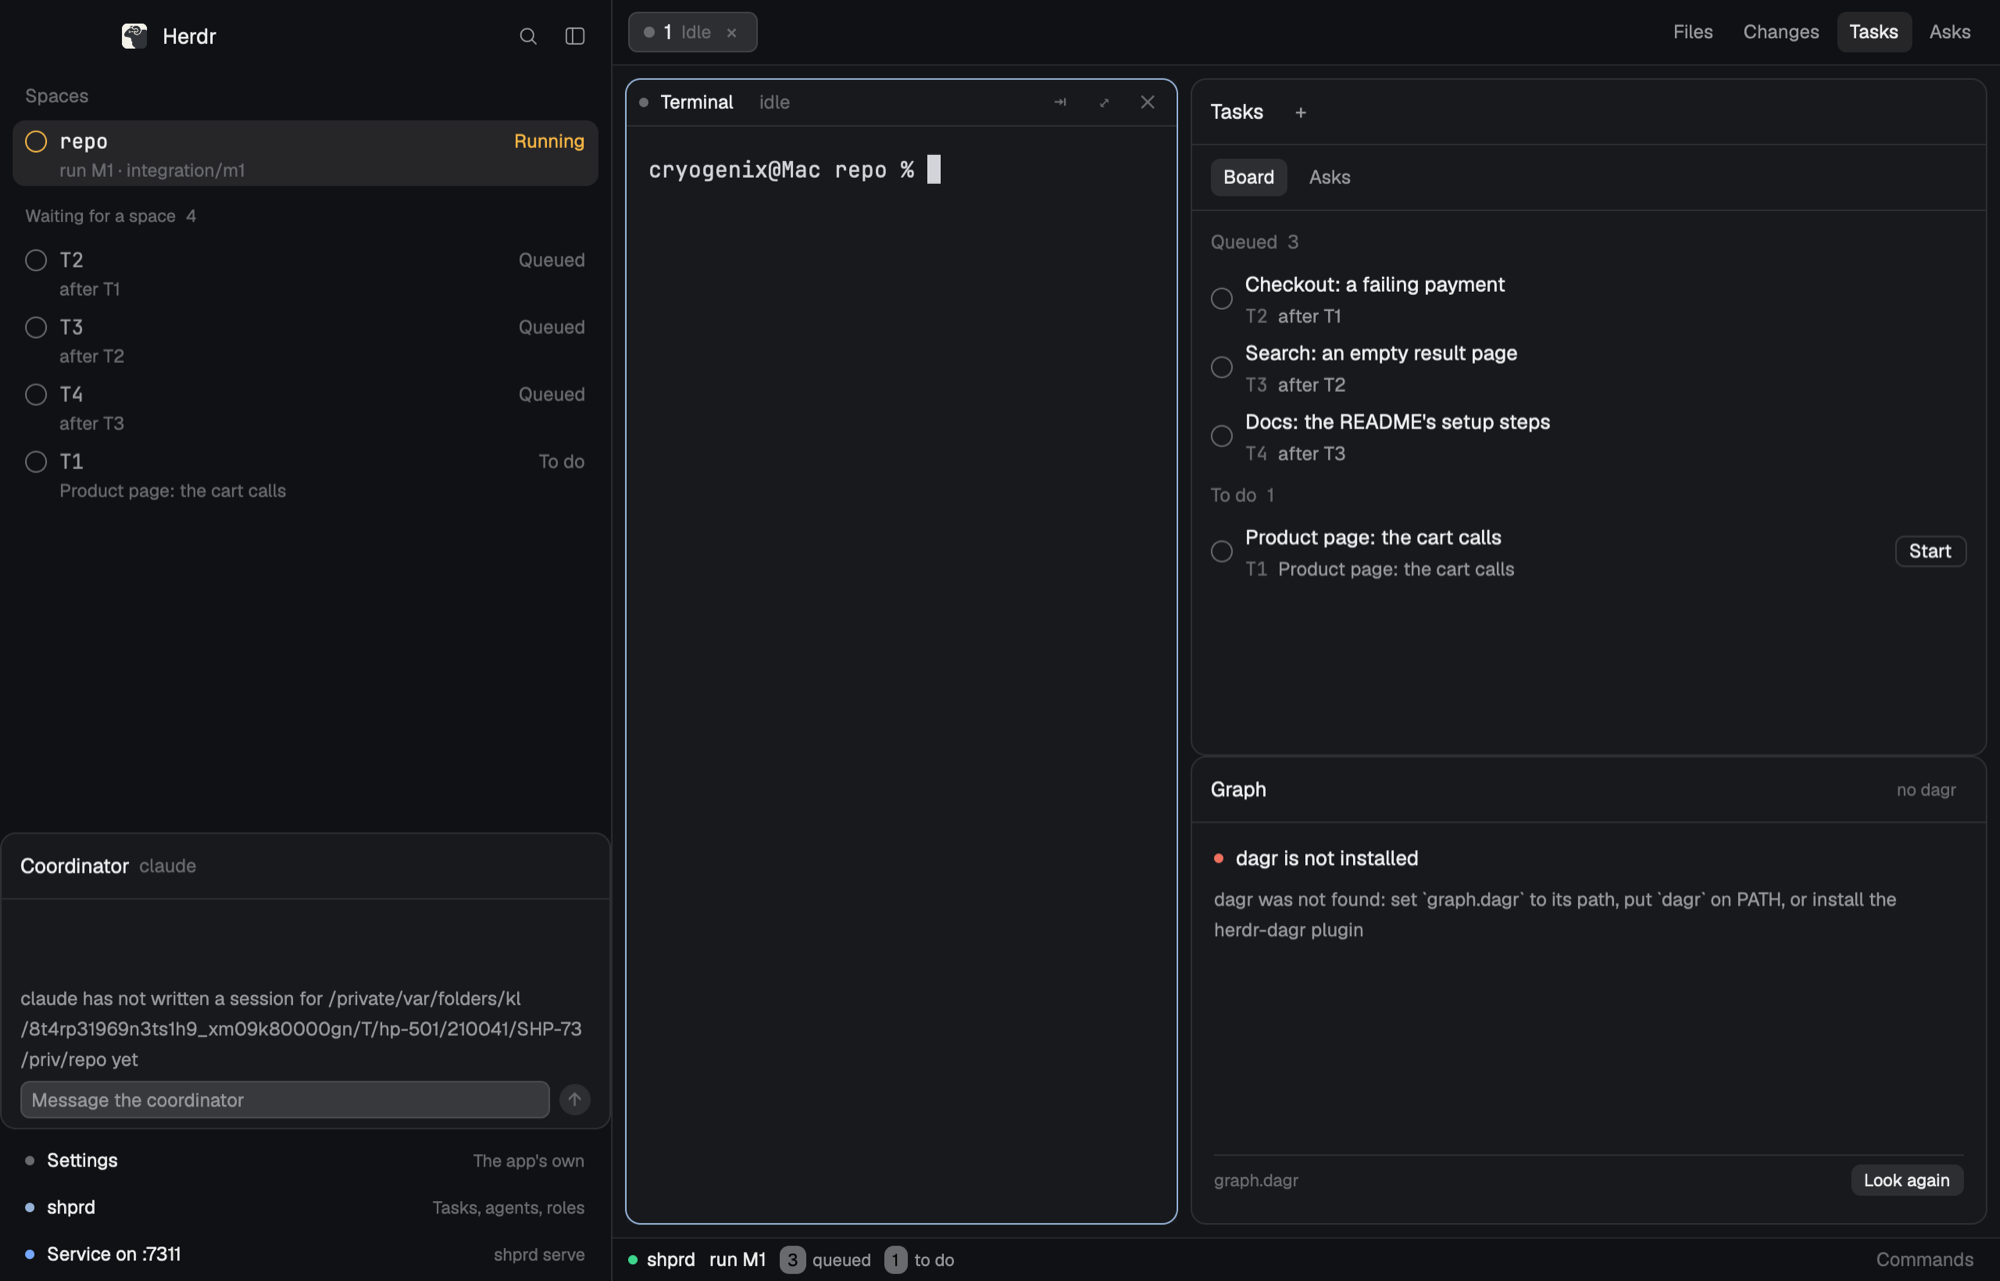 Herdr
Spaces
repo
Running
run M1 · integration/m1
Waiting for a space 4
T2
Queued
after T1
T3
Queued
after T2
T4
Queued
after T3
T1
To do
Product page: the cart calls
Coordinator claude
claude has not written a session for /private/var/folders/kl
/8t4rp31969n3ts1h9_xm09k80000gn/T/hp-501/210041/SHP-73
/priv/repo yet
Message the coordinator
Settings
The app's own
shprd
Tasks, agents, roles
Service on :7311
shprd serve
1 Idle ×
Files
Changes
Tasks
Asks
Terminal idle
cryogenix@Mac repo %
Tasks +
Board
Asks
Queued 3
Checkout: a failing payment
T2 after T1
Search: an empty result page
T3 after T2
Docs: the README's setup steps
T4 after T3
To do 1
Product page: the cart calls
T1 Product page: the cart calls
Start
Graph
no dagr
dagr is not installed
dagr was not found: set `graph.dagr` to its path, put `dagr` on PATH, or install the
herdr-dagr plugin
graph.dagr
Look again
shprd run M1 3 queued 1 to do
Commands